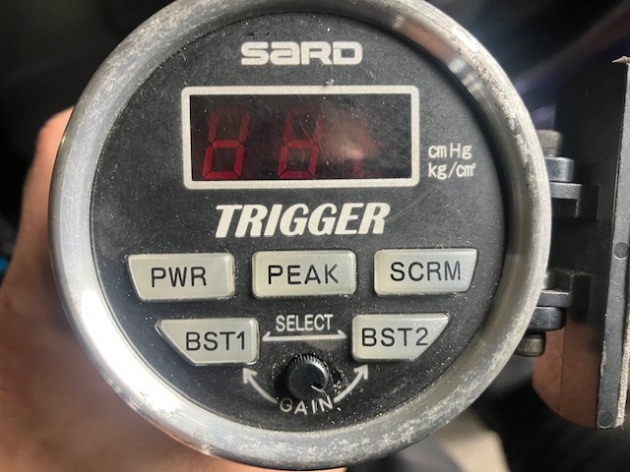 SARD
cmHg
kg/cm²
TRIGGER
PWR PEAK SCRM
SELECT
BST1 BST2
GAIN